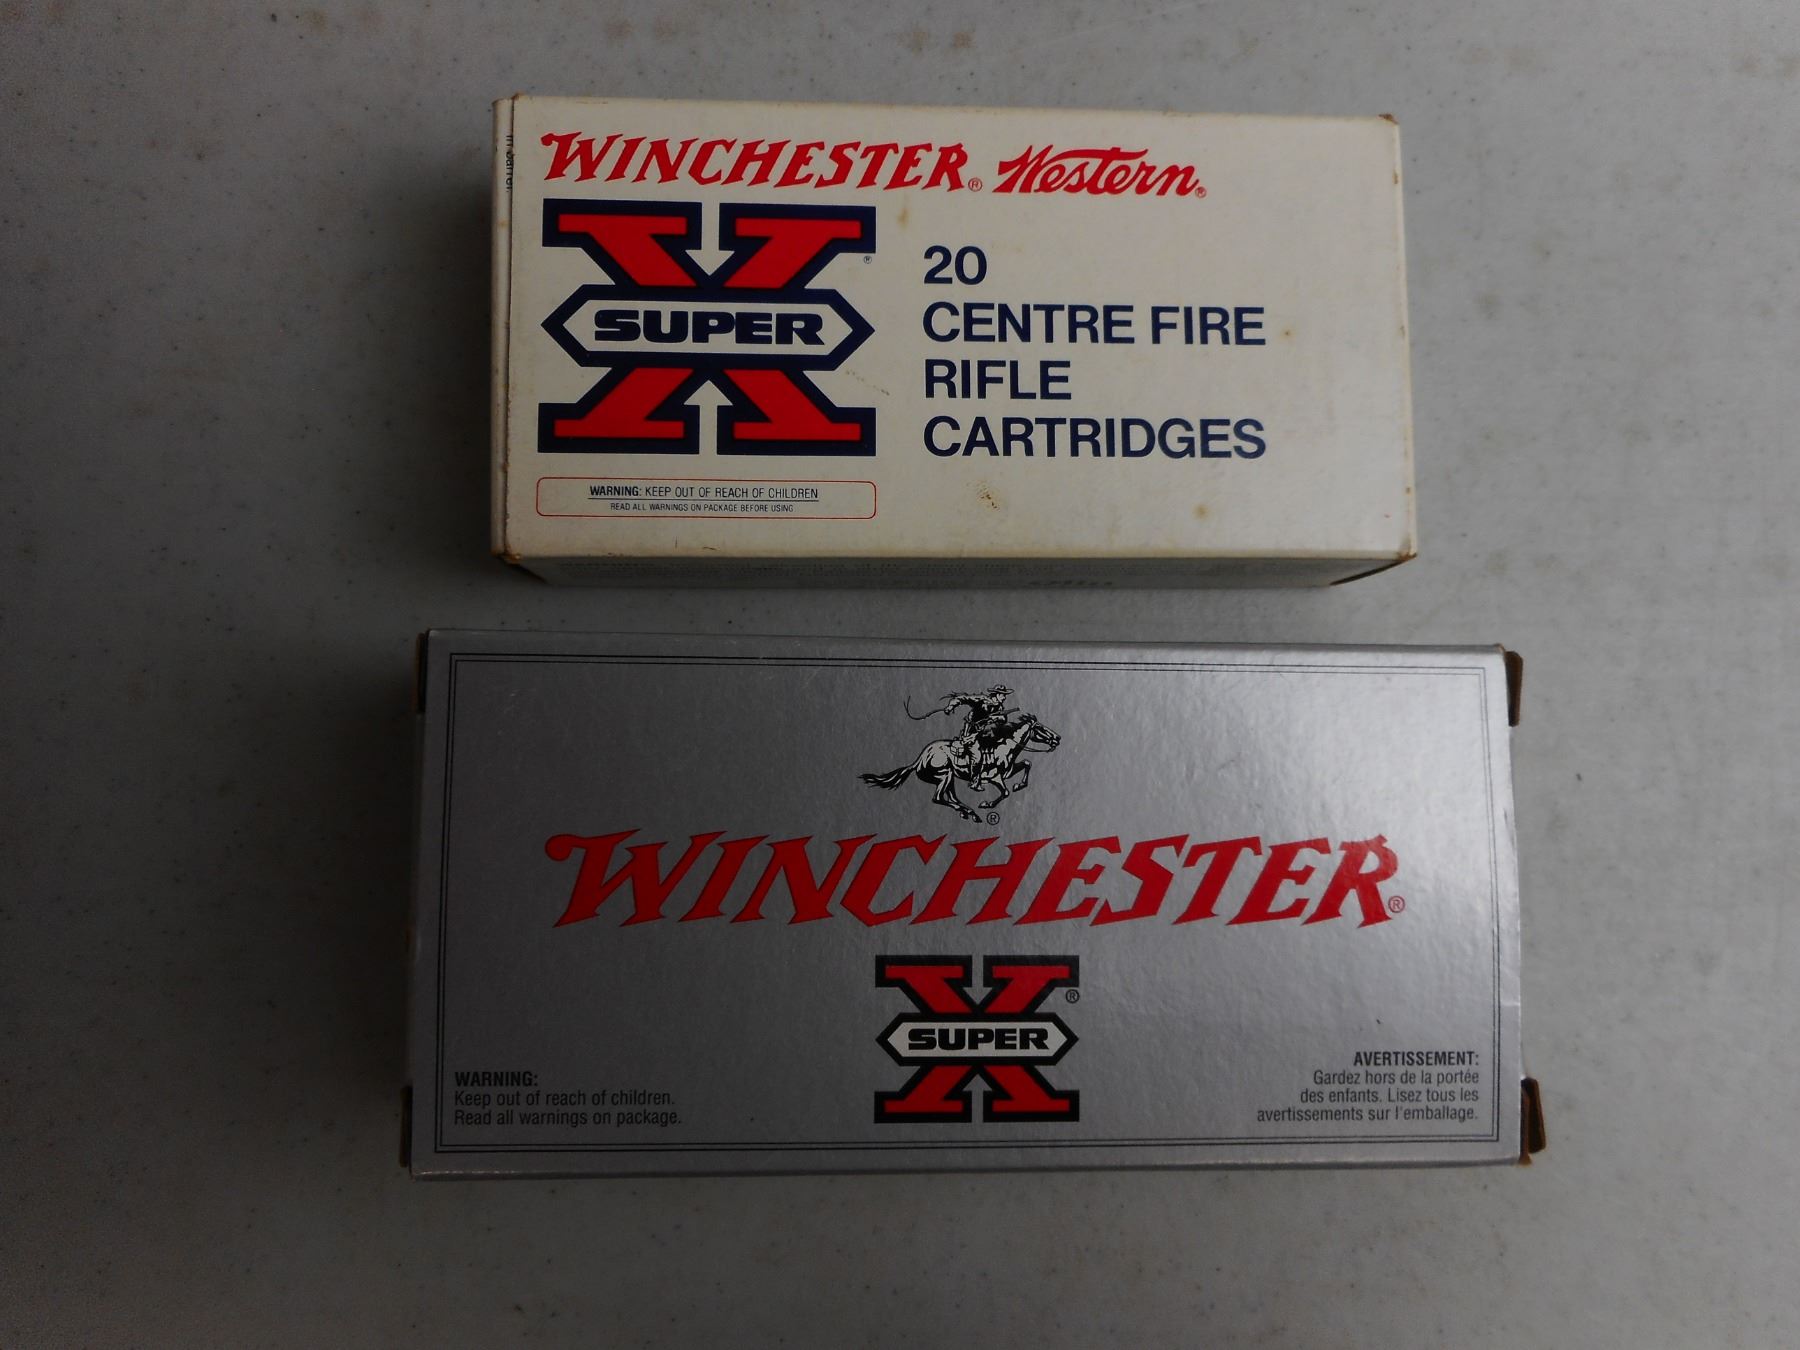 WINCHESTER® Western®
X®
SUPER
20
CENTRE FIRE
RIFLE
CARTRIDGES
WARNING: KEEP OUT OF REACH OF CHILDREN
READ ALL WARNINGS ON PACKAGE BEFORE USING
in barrel.
®
WINCHESTER®
X®
SUPER
WARNING:
Keep out of reach of children.
Read all warnings on package.
AVERTISSEMENT:
Gardez hors de la portée
des enfants. Lisez tous les
avertissements sur l'emballage.